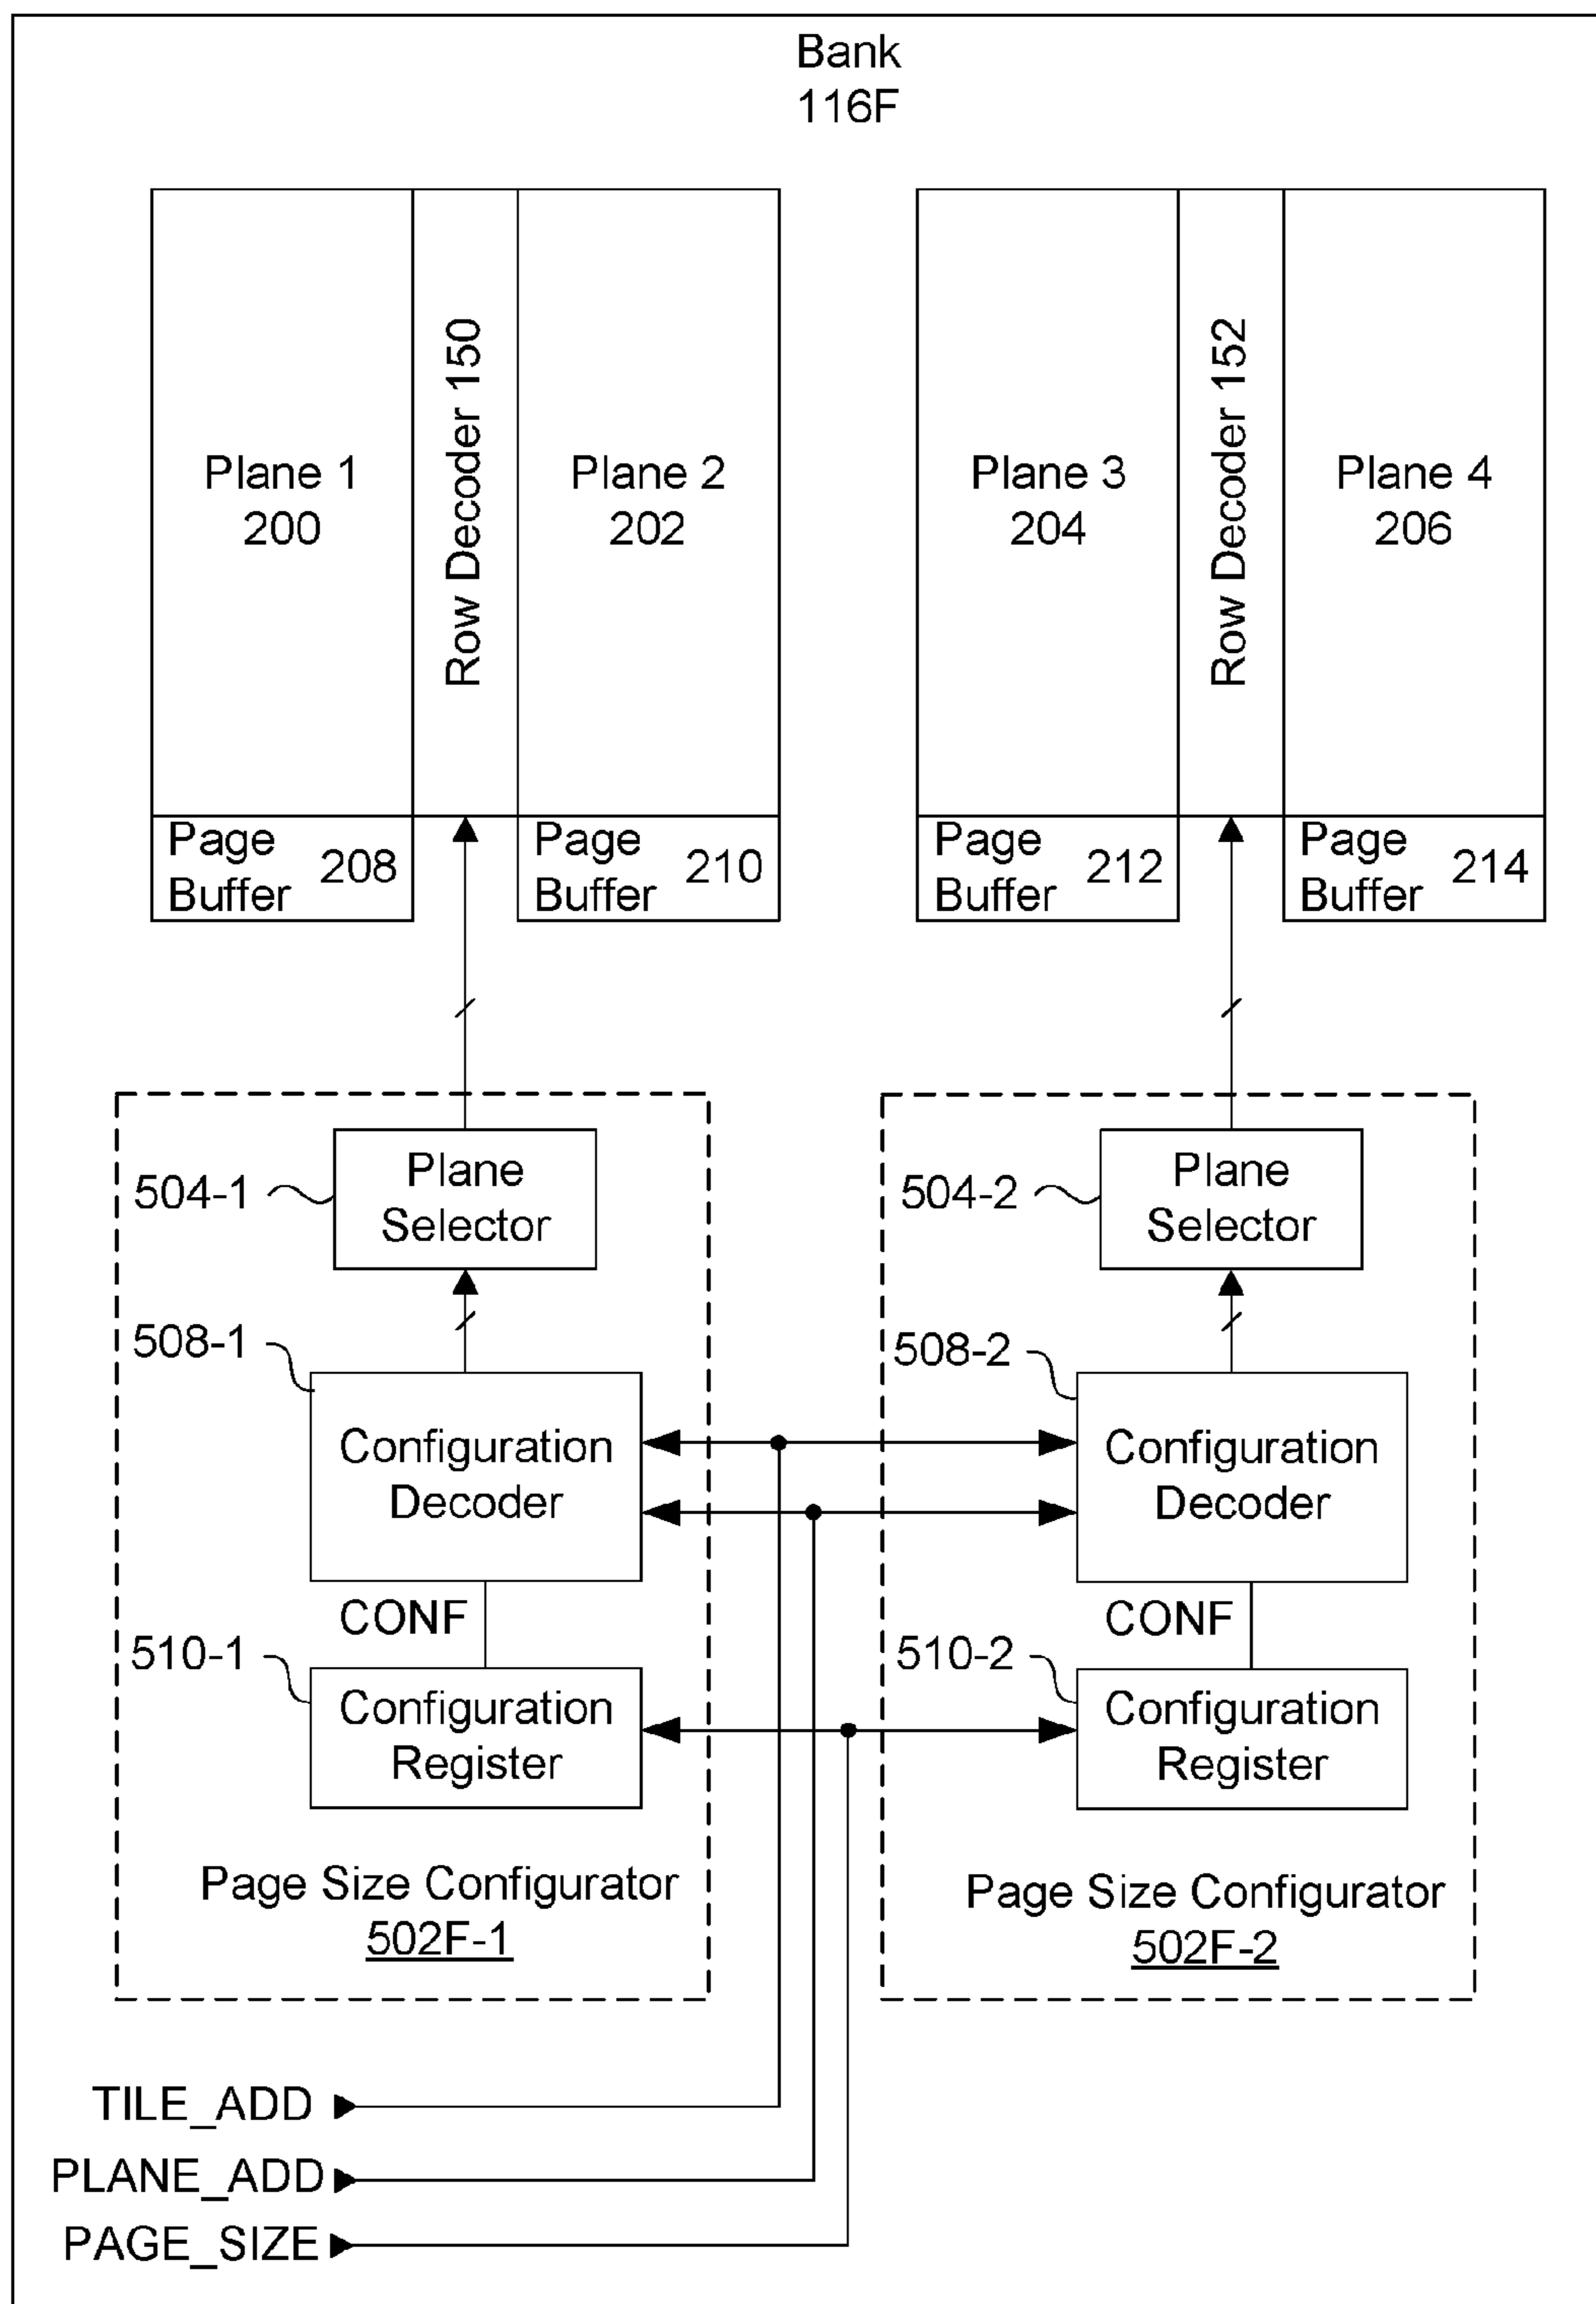 Bank
116F
Plane 1
200
Row Decoder 150
Plane 2
202
Plane 3
204
Row Decoder 152
Plane 4
206
Page
Buffer
208
Page
Buffer
210
Page
Buffer
212
Page
Buffer
214
504-1
Plane
Selector
504-2
Plane
Selector
508-1
Configuration
Decoder
508-2
Configuration
Decoder
CONF
CONF
510-1
Configuration
Register
510-2
Configuration
Register
Page Size Configurator
502F-1
Page Size Configurator
502F-2
TILE_ADD
PLANE_ADD
PAGE_SIZE